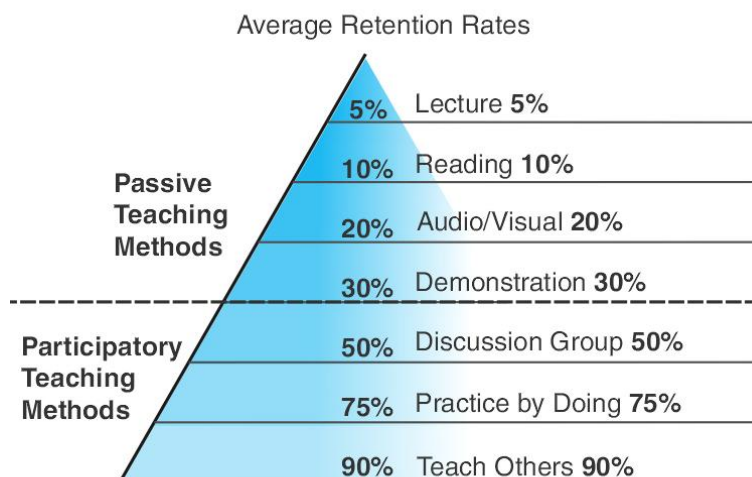 Average Retention Rates
5% Lecture 5%
10% Reading 10%
Passive
Teaching
Methods
20% Audio/Visual 20%
30% Demonstration 30%
Participatory
Teaching
Methods
50% Discussion Group 50%
75% Practice by Doing 75%
90% Teach Others 90%